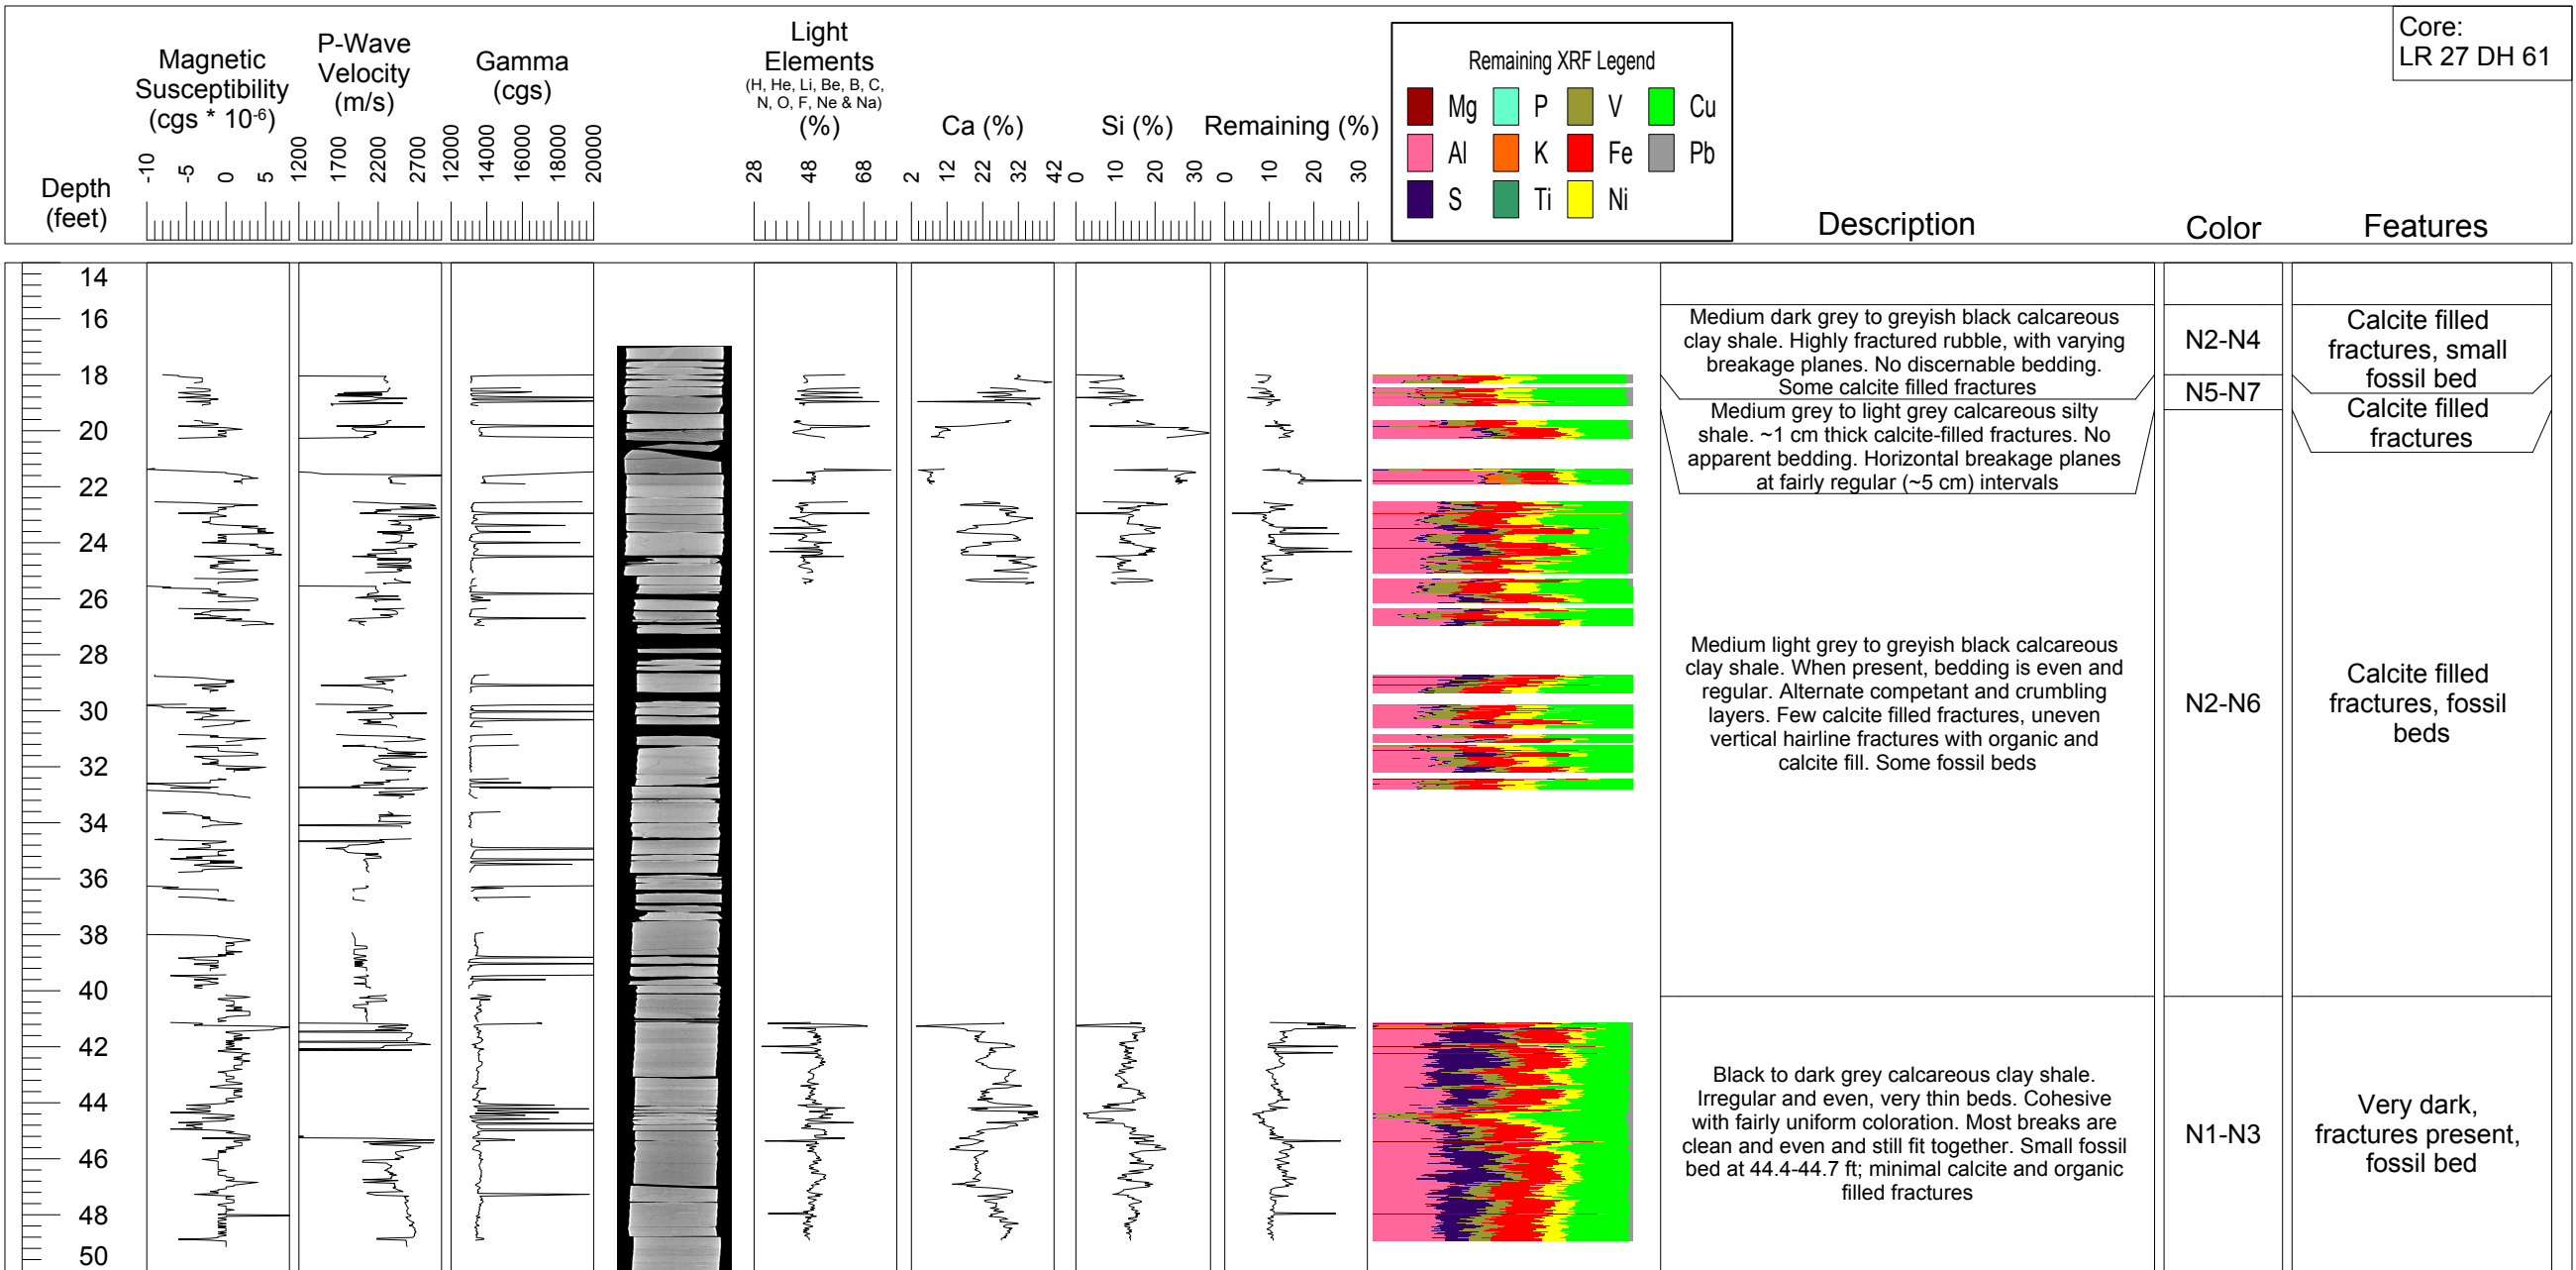 Core:
LR 27 DH 61
Depth
(feet)
Magnetic
Susceptibility
(cgs * 10-6)
-10 -5 0 5
P-Wave
Velocity
(m/s)
1200 1700 2200 2700
Gamma
(cgs)
12000 14000 16000 18000 20000
Light
Elements
(H, He, Li, Be, B, C,
N, O, F, Ne & Na)
(%)
28 48 68
Ca (%)
2 12 22 32 42
Si (%)
0 10 20 30
Remaining (%)
0 10 20 30
Remaining XRF Legend
Mg P V Cu
Al K Fe Pb
S Ti Ni
Description
Color
Features
14
16
18
20
22
24
26
28
30
32
34
36
38
40
42
44
46
48
50
Medium dark grey to greyish black calcareous
clay shale. Highly fractured rubble, with varying
breakage planes. No discernable bedding.
Some calcite filled fractures
N2-N4
Calcite filled
fractures, small
fossil bed
Medium grey to light grey calcareous silty
shale. ~1 cm thick calcite-filled fractures. No
apparent bedding. Horizontal breakage planes
at fairly regular (~5 cm) intervals
N5-N7
Calcite filled
fractures
Medium light grey to greyish black calcareous
clay shale. When present, bedding is even and
regular. Alternate competant and crumbling
layers. Few calcite filled fractures, uneven
vertical hairline fractures with organic and
calcite fill. Some fossil beds
N2-N6
Calcite filled
fractures, fossil
beds
Black to dark grey calcareous clay shale.
Irregular and even, very thin beds. Cohesive
with fairly uniform coloration. Most breaks are
clean and even and still fit together. Small fossil
bed at 44.4-44.7 ft; minimal calcite and organic
filled fractures
N1-N3
Very dark,
fractures present,
fossil bed